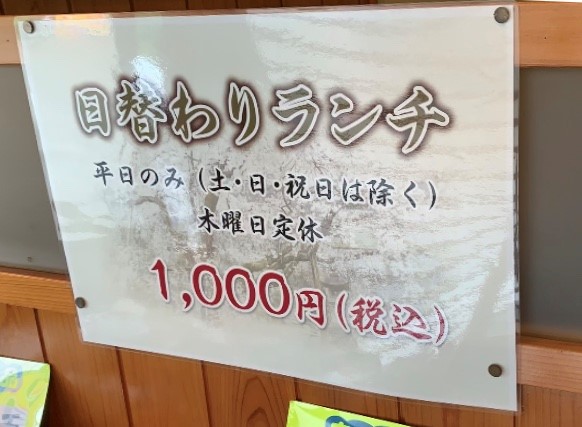 日替わりランチ
平日のみ(土・日・祝日は除く)
木曜日定休
1,000円(税込)